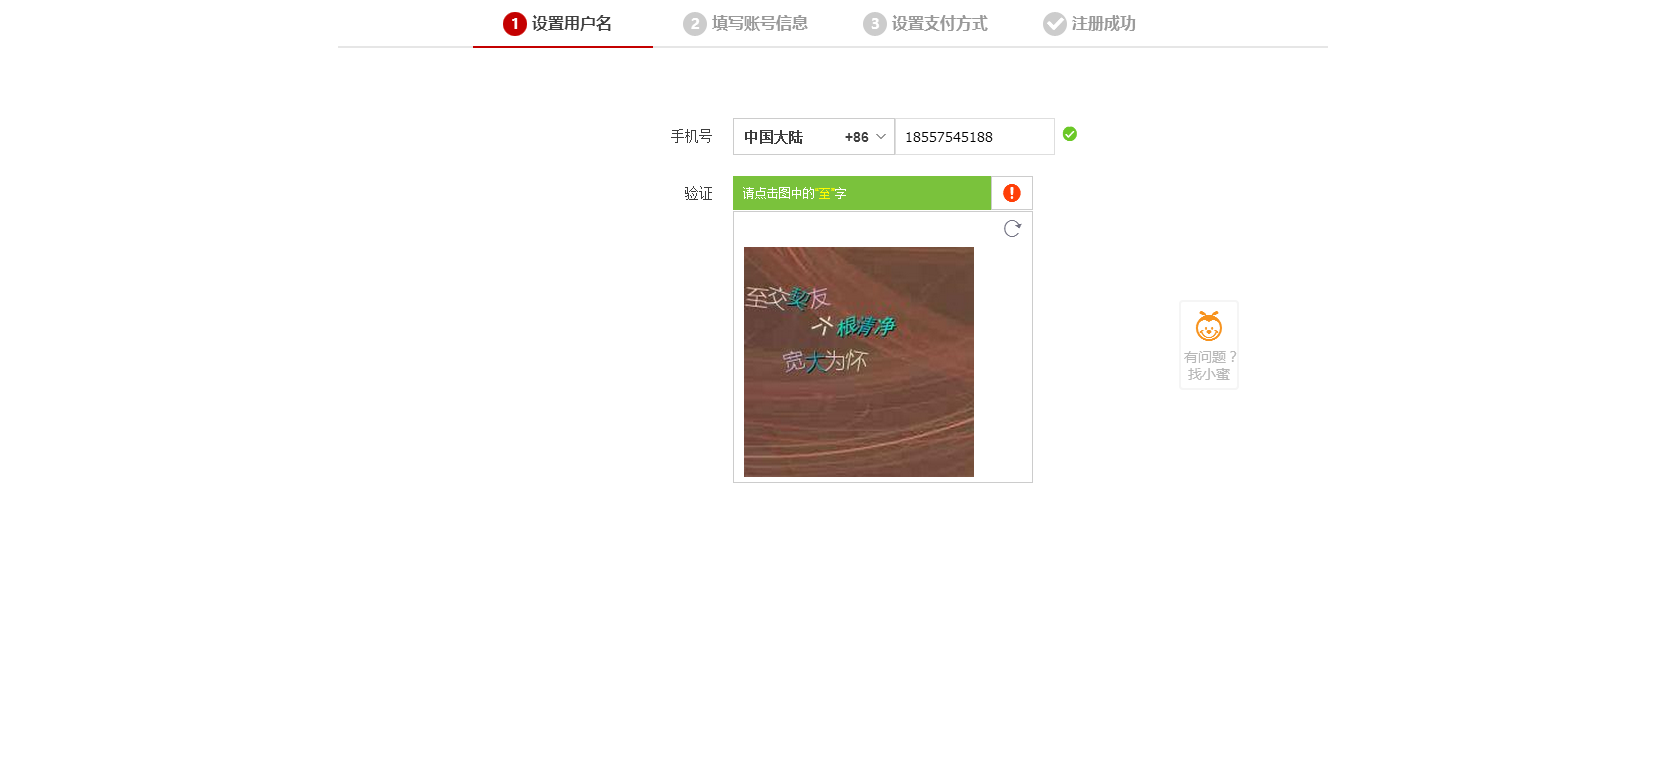 1 设置用户名 2 填写账号信息 3 设置支付方式 注册成功
手机号 中国大陆 +86 18557545188
验证 请点击图中的“至”字
至交契友
六根清净
宽大为怀
有问题？
找小蜜